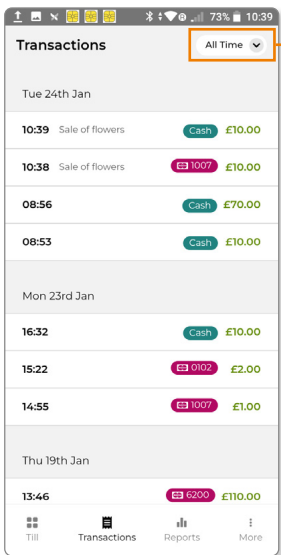 73% 10:39
Transactions All Time
Tue 24th Jan
10:39 Sale of flowers Cash £10.00
10:38 Sale of flowers 1007 £10.00
08:56 Cash £70.00
08:53 Cash £10.00
Mon 23rd Jan
16:32 Cash £10.00
15:22 0102 £2.00
14:55 1007 £1.00
Thu 19th Jan
13:46 6200 £110.00
Till Transactions Reports More